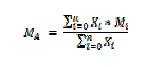 M_A = \frac{\sum_{i=0}^{n} X_i * M_i}{\sum_{i=0}^{n} X_i}